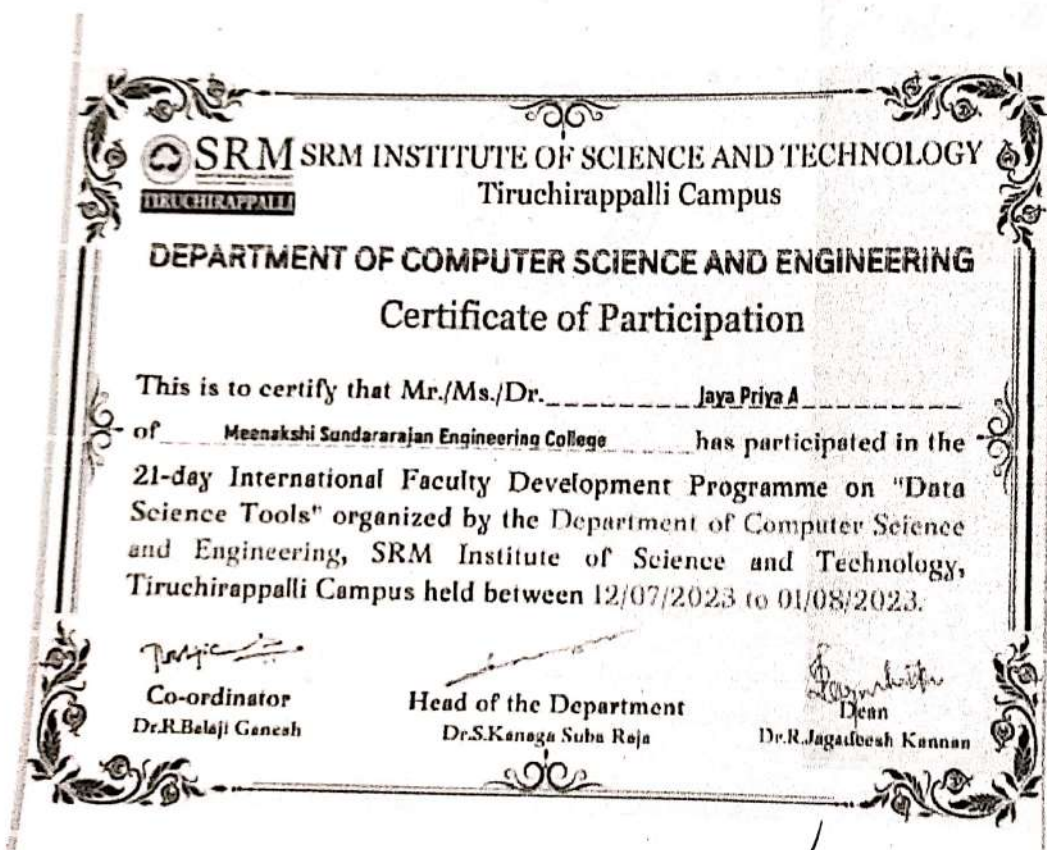 SRM SRM INSTITUTE OF SCIENCE AND TECHNOLOGY
TIRUCHIRAPPALLI Tiruchirappalli Campus
DEPARTMENT OF COMPUTER SCIENCE AND ENGINEERING
Certificate of Participation
This is to certify that Mr./Ms./Dr. Jaya Priya A
of Meenakshi Sundararajan Engineering College has participated in the
21-day International Faculty Development Programme on "Data
Science Tools" organized by the Department of Computer Science
and Engineering, SRM Institute of Science and Technology,
Tiruchirappalli Campus held between 12/07/2023 to 01/08/2023.
Co-ordinator Head of the Department Dean
Dr.R.Balaji Ganesh Dr.S.Kanaga Suba Raja Dr.R.Jagadeesh Kannan